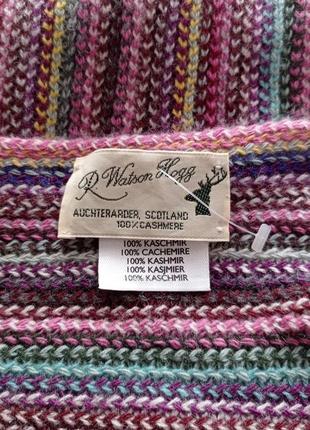 R Watson Hogg
AUCHTERARDER, SCOTLAND
100% CASHMERE
100% KASCHMIR
100% CACHEMIRE
100% KASHMIR
100% KASJMIER
100% KASCHMIR